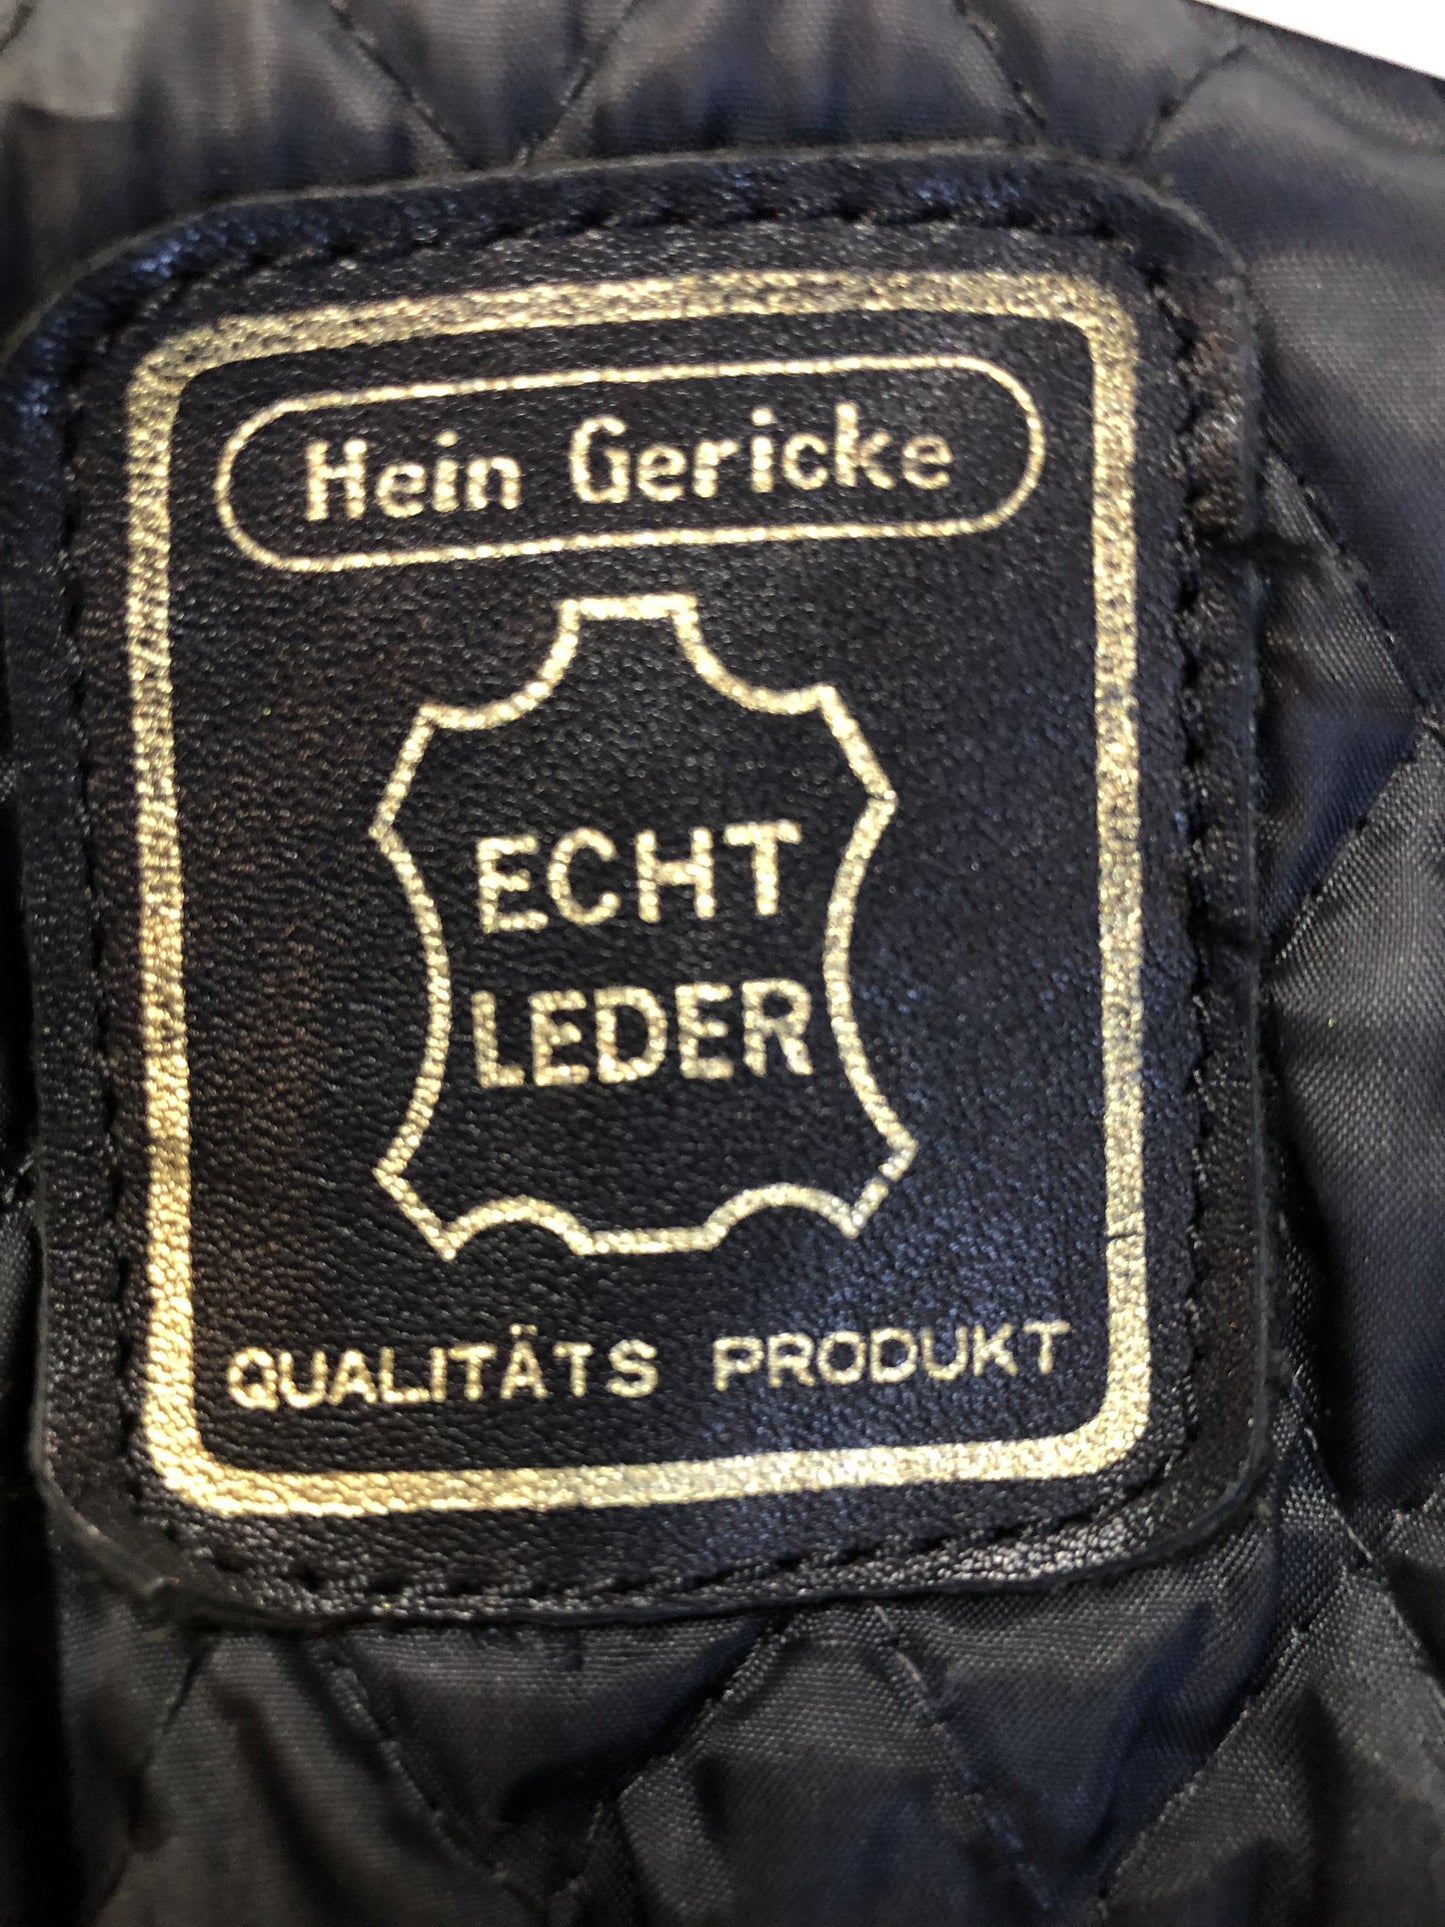 Hein Gericke
ECHT
LEDER
QUALITÄTS PRODUKT